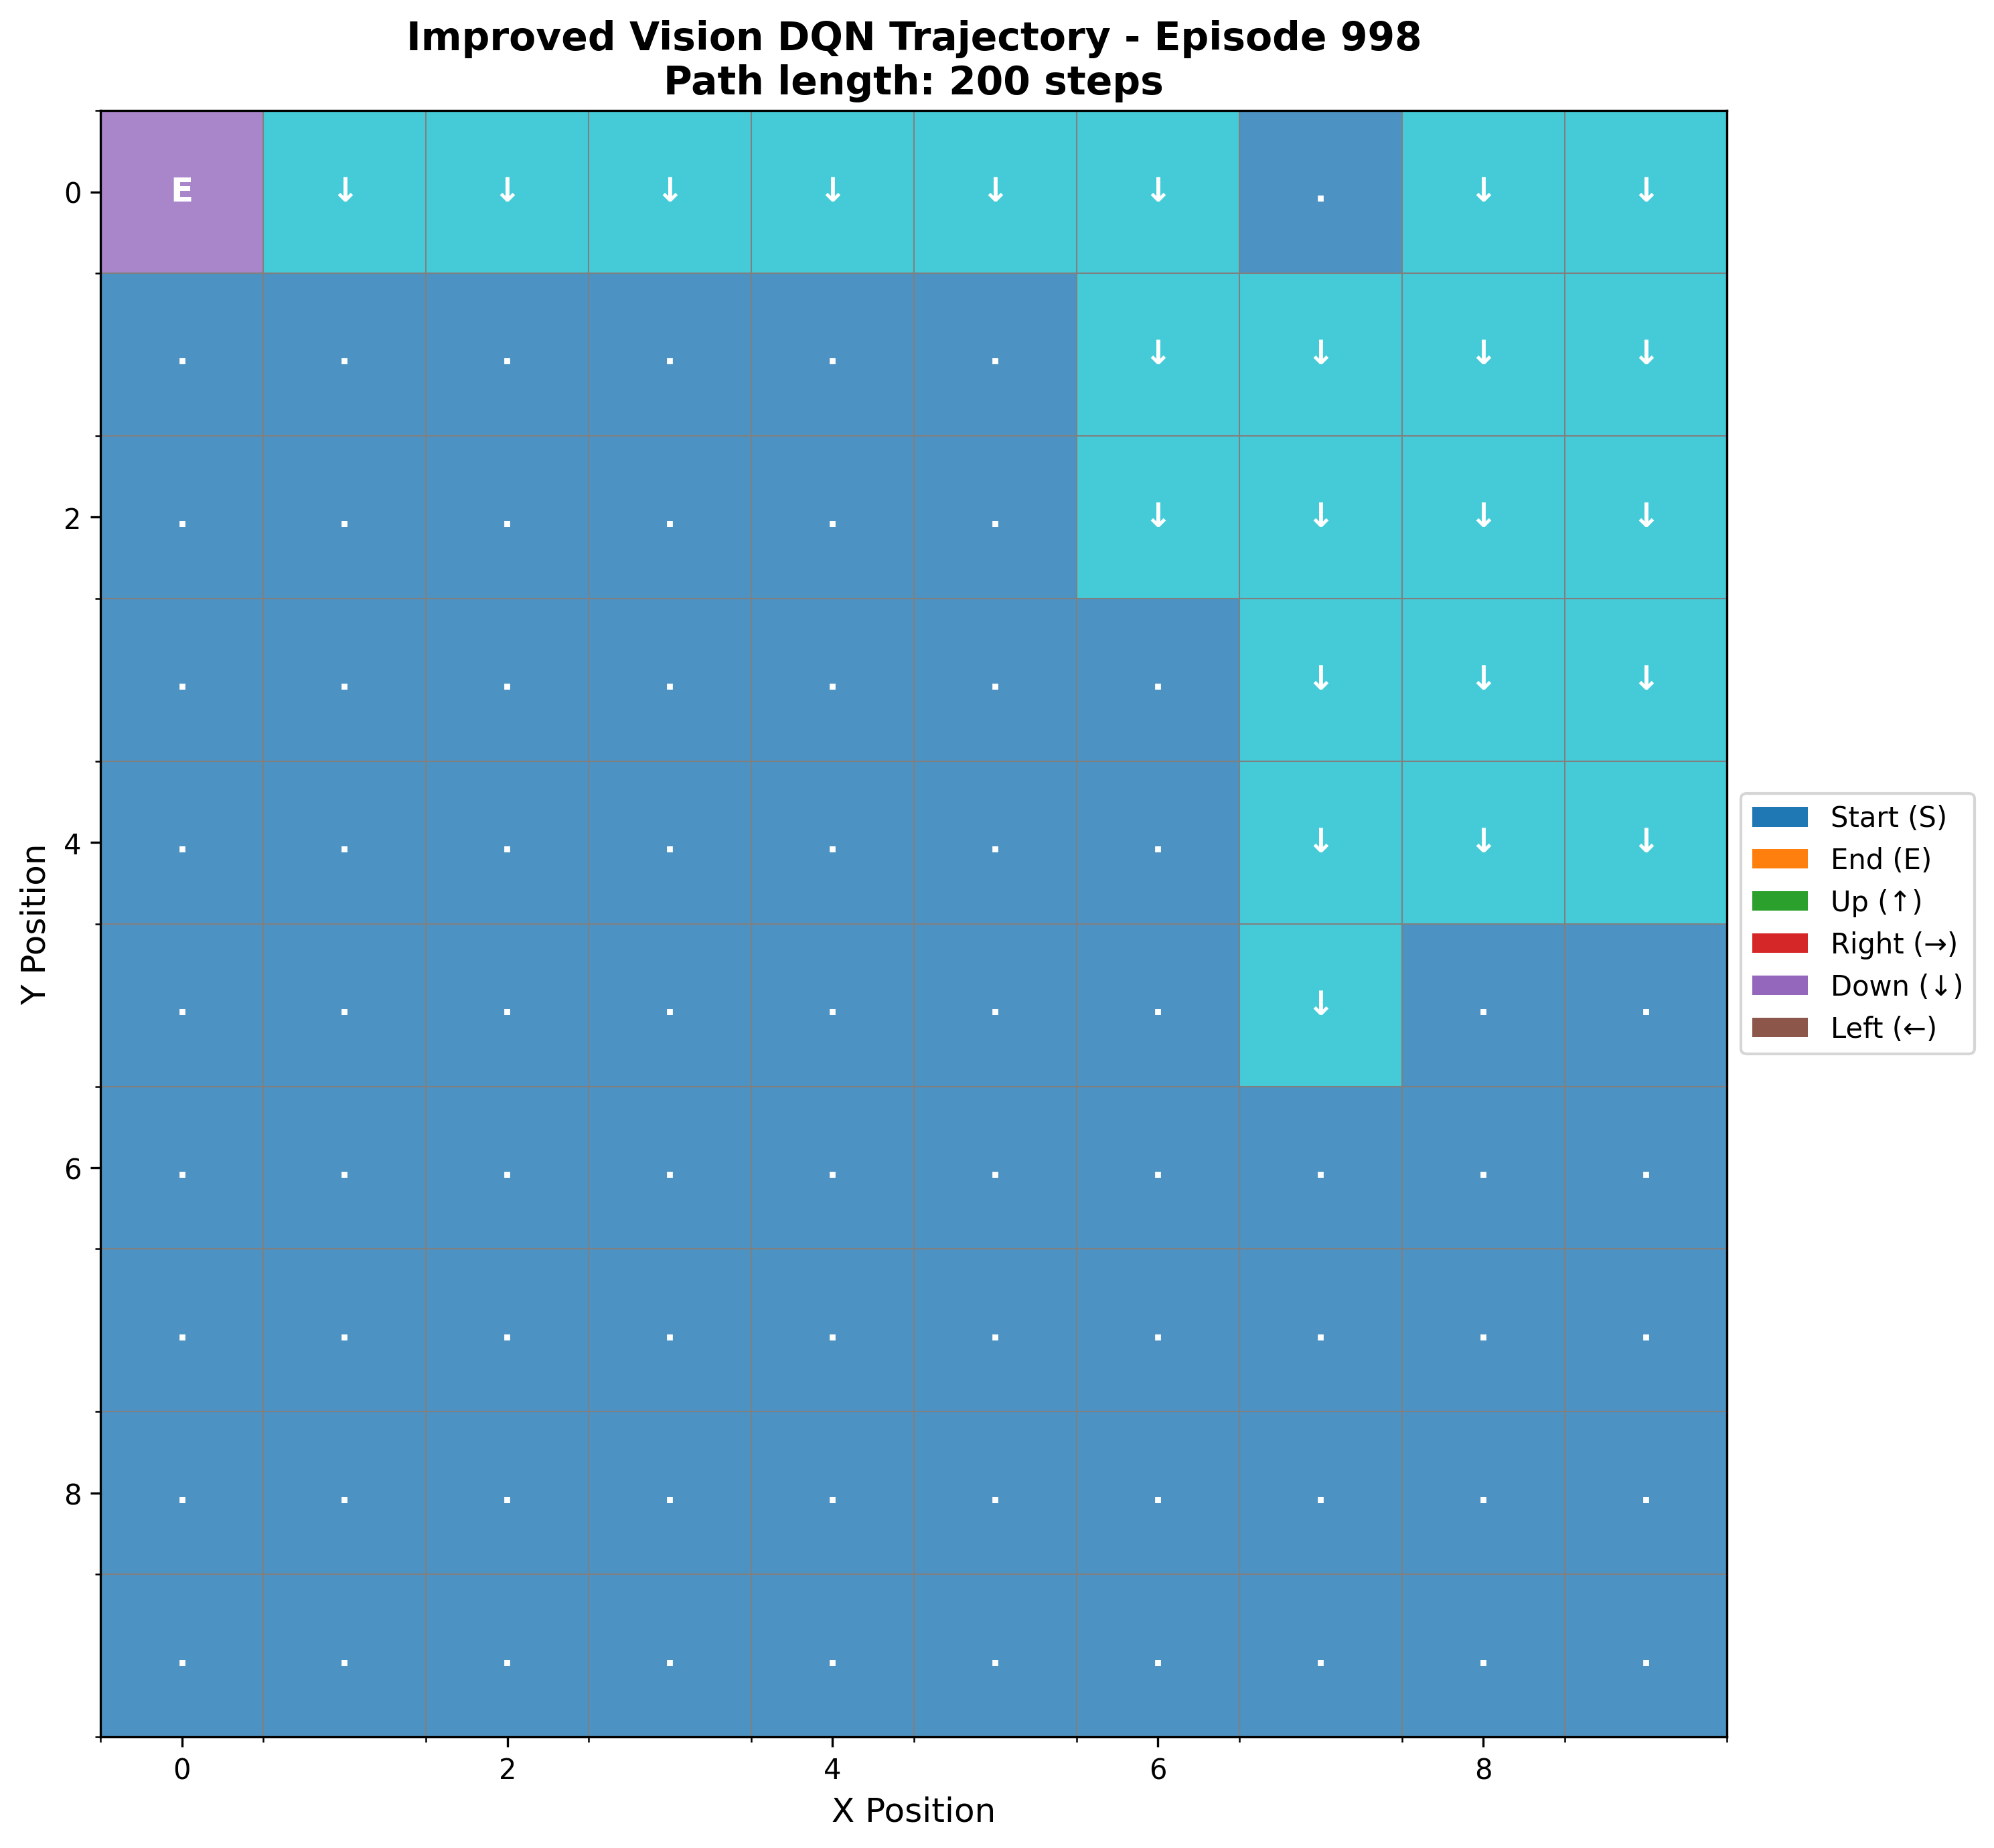 Improved Vision DQN Trajectory - Episode 998
Path length: 200 steps
0 E ↓ ↓ ↓ ↓ ↓ ↓ . ↓ ↓
. . . . . . ↓ ↓ ↓ ↓
2 . . . . . . ↓ ↓ ↓ ↓
. . . . . . . ↓ ↓ ↓
4 . . . . . . . ↓ ↓ ↓
. . . . . . . ↓ . .
6 . . . . . . . . . .
. . . . . . . . . .
8 . . . . . . . . . .
. . . . . . . . . .
0 2 4 6 8
X Position
Y Position
Start (S)
End (E)
Up (↑)
Right (→)
Down (↓)
Left (←)